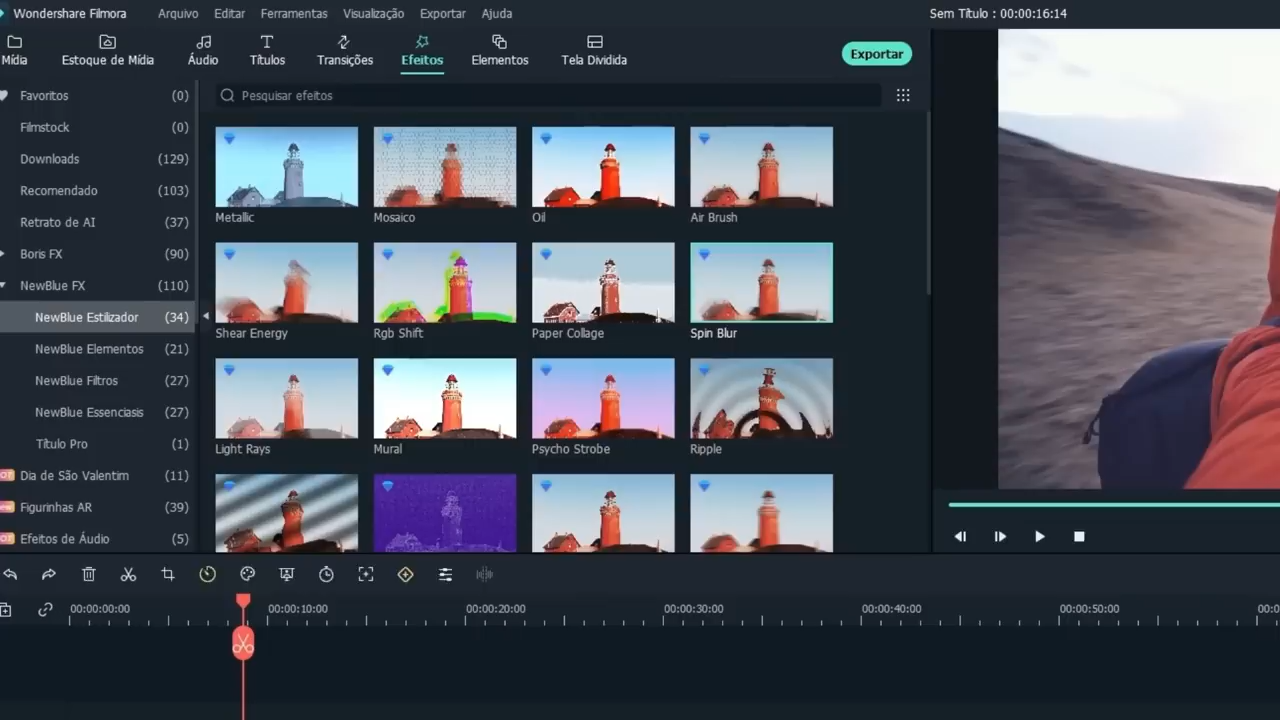 Wondershare Filmora Arquivo Editar Ferramentas Visualização Exportar Ajuda Sem Título : 00:00:16:14
Mídia Estoque de Mídia Áudio Títulos Transições Efeitos Elementos Tela Dividida Exportar
Favoritos (0)
Pesquisar efeitos
Filmstock (0)
Downloads (129)
Recomendado (103)
Retrato de AI (37)
Boris FX (90)
NewBlue FX (110)
NewBlue Estilizador (34)
NewBlue Elementos (21)
NewBlue Filtros (27)
NewBlue Essenciasis (27)
Título Pro (1)
Dia de São Valentim (11)
Figurinhas AR (39)
Efeitos de Áudio (5)
Metallic Mosaico Oil Air Brush
Shear Energy Rgb Shift Paper Collage Spin Blur
Light Rays Mural Psycho Strobe Ripple
00:00:00:00 00:00:10:00 00:00:20:00 00:00:30:00 00:00:40:00 00:00:50:00